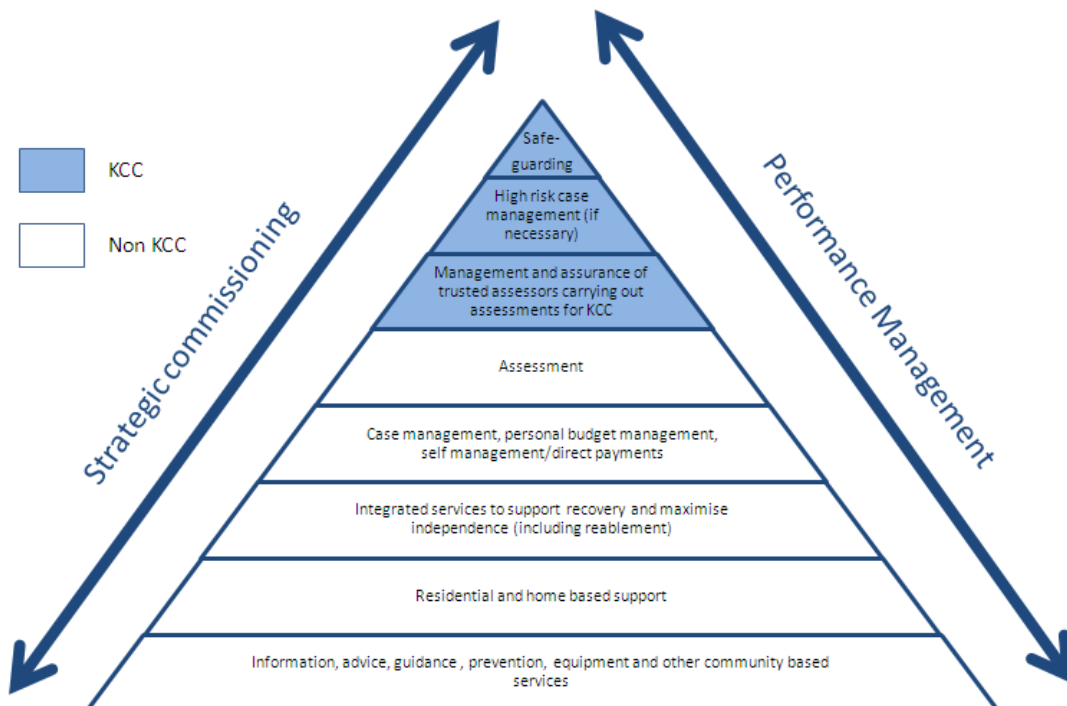 KCC
Non KCC
Strategic commissioning
Performance Management
Safe-
guarding
High risk case
management (if
necessary)
Management and assurance of
trusted assessors carrying out
assessments for KCC
Assessment
Case management, personal budget management,
self management/direct payments
Integrated services to support recovery and maximise
independence (including reablement)
Residential and home based support
Information, advice, guidance , prevention, equipment and other community based
services